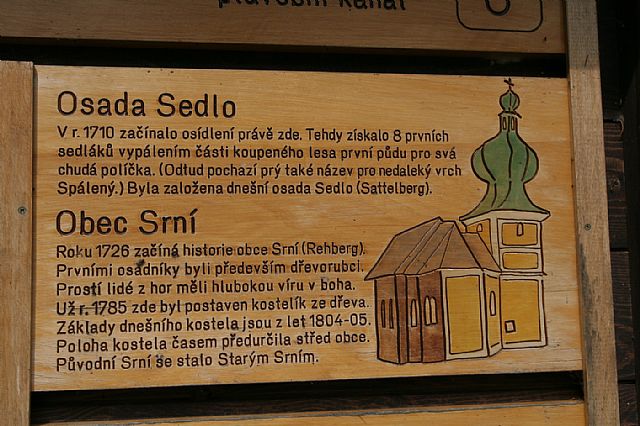 plavební kanál
Osada Sedlo
V r. 1710 začínalo osídlení právě zde. Tehdy získalo 8 prvních
sedláků vypálením části koupeného lesa první půdu pro svá
chudá políčka. (Odtud pochází prý také název pro nedaleký vrch
Spálený.) Byla založena dnešní osada Sedlo (Sattelberg).
Obec Srní
Roku 1726 začíná historie obce Srní (Rehberg).
Prvními osadníky byli především dřevorubci.
Prostí lidé z hor měli hlubokou víru v boha.
Už r. 1785 zde byl postaven kostelík ze dřeva.
Základy dnešního kostela jsou z let 1804-05.
Poloha kostela časem předurčila střed obce.
Původní Srní se stalo Starým Srním.